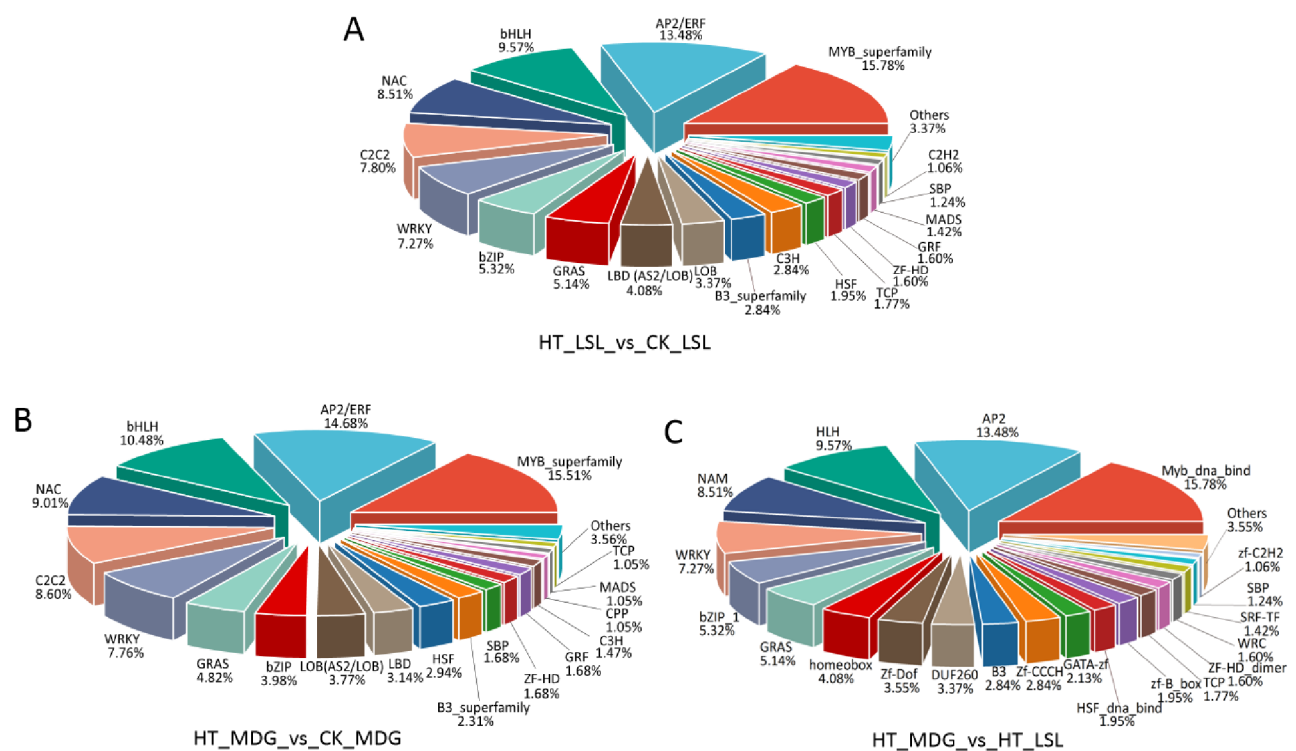 A
AP2/ERF
13.48%
MYB_superfamily
15.78%
Others
3.37%
C2H2
1.06%
SBP
1.24%
MADS
1.42%
GRF
1.60%
ZF-HD
1.60%
TCP
1.77%
HSF
1.95%
C3H
2.84%
B3_superfamily
2.84%
LOB
3.37%
LBD (AS2/LOB)
4.08%
GRAS
5.14%
bZIP
5.32%
WRKY
7.27%
C2C2
7.80%
NAC
8.51%
bHLH
9.57%
HT_LSL_vs_CK_LSL
B
AP2/ERF
14.68%
MYB_superfamily
15.51%
Others
3.56%
TCP
1.05%
MADS
1.05%
CPP
1.05%
C3H
1.47%
GRF
1.68%
ZF-HD
1.68%
SBP
1.68%
B3_superfamily
2.31%
HSF
2.94%
LBD
3.14%
LOB(AS2/LOB)
3.77%
bZIP
3.98%
GRAS
4.82%
WRKY
7.76%
C2C2
8.60%
NAC
9.01%
bHLH
10.48%
HT_MDG_vs_CK_MDG
C
AP2
13.48%
Myb_dna_bind
15.78%
Others
3.55%
zf-C2H2
1.06%
SBP
1.24%
SRF-TF
1.42%
WRC
1.60%
ZF-HD_dimer
1.60%
TCP
1.77%
zf-B_box
1.95%
HSF_dna_bind
1.95%
GATA-zf
2.13%
Zf-CCCH
2.84%
B3
2.84%
DUF260
3.37%
Zf-Dof
3.55%
homeobox
4.08%
GRAS
5.14%
bZIP_1
5.32%
WRKY
7.27%
NAM
8.51%
HLH
9.57%
HT_MDG_vs_HT_LSL